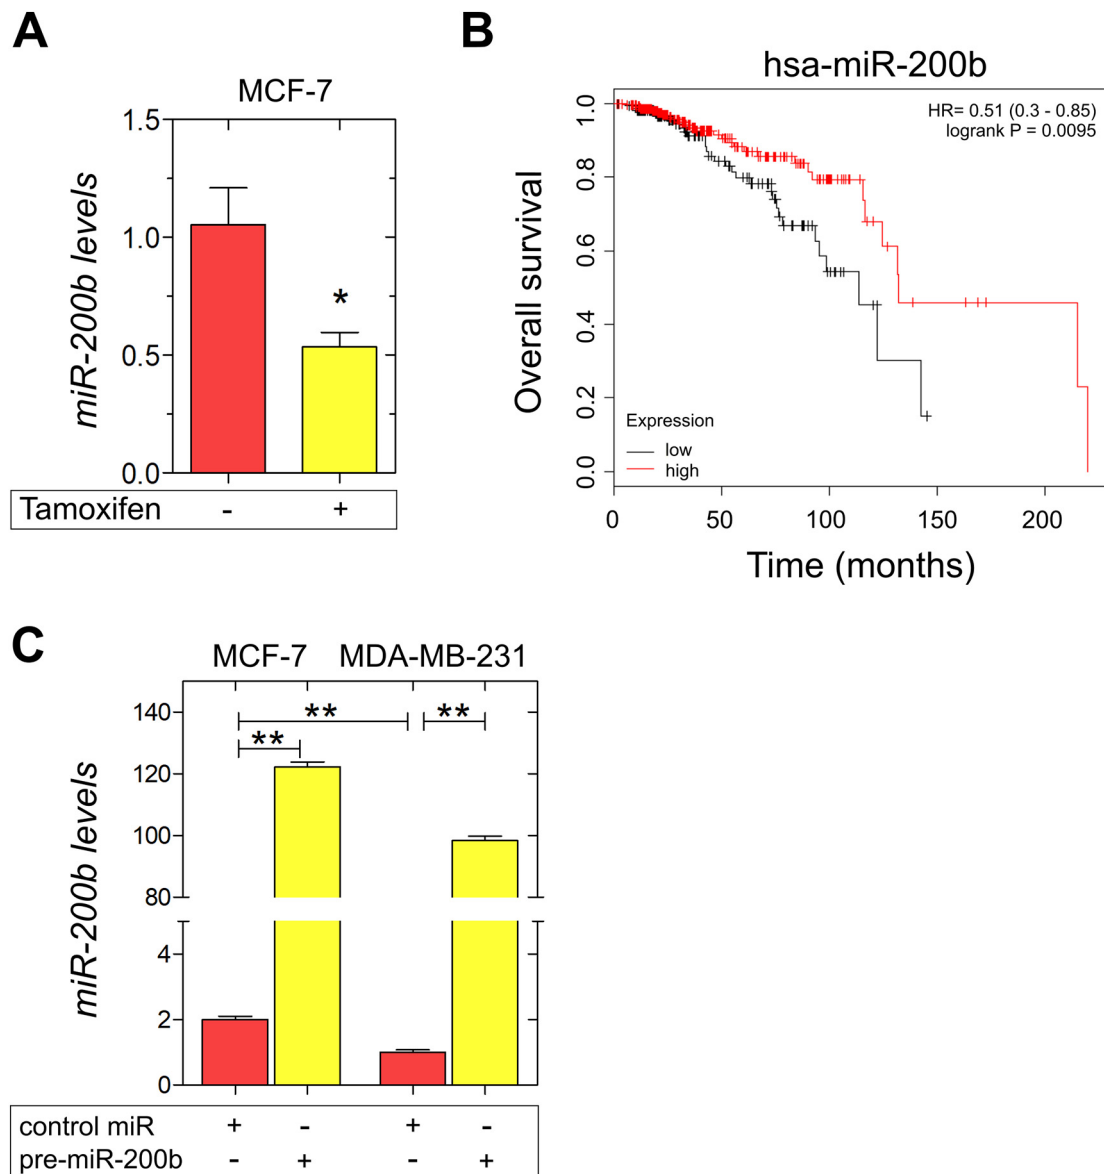 A
MCF-7
miR-200b levels
1.5
1.0
0.5
0.0
*
Tamoxifen - +
B
hsa-miR-200b
HR= 0.51 (0.3 - 0.85)
logrank P = 0.0095
Overall survival
1.0
0.8
0.6
0.4
0.2
0.0
Expression
low
high
0 50 100 150 200
Time (months)
C
MCF-7 MDA-MB-231
miR-200b levels
140
120
100
80
4
2
0
** **
**
control miR + - + -
pre-miR-200b - + - +